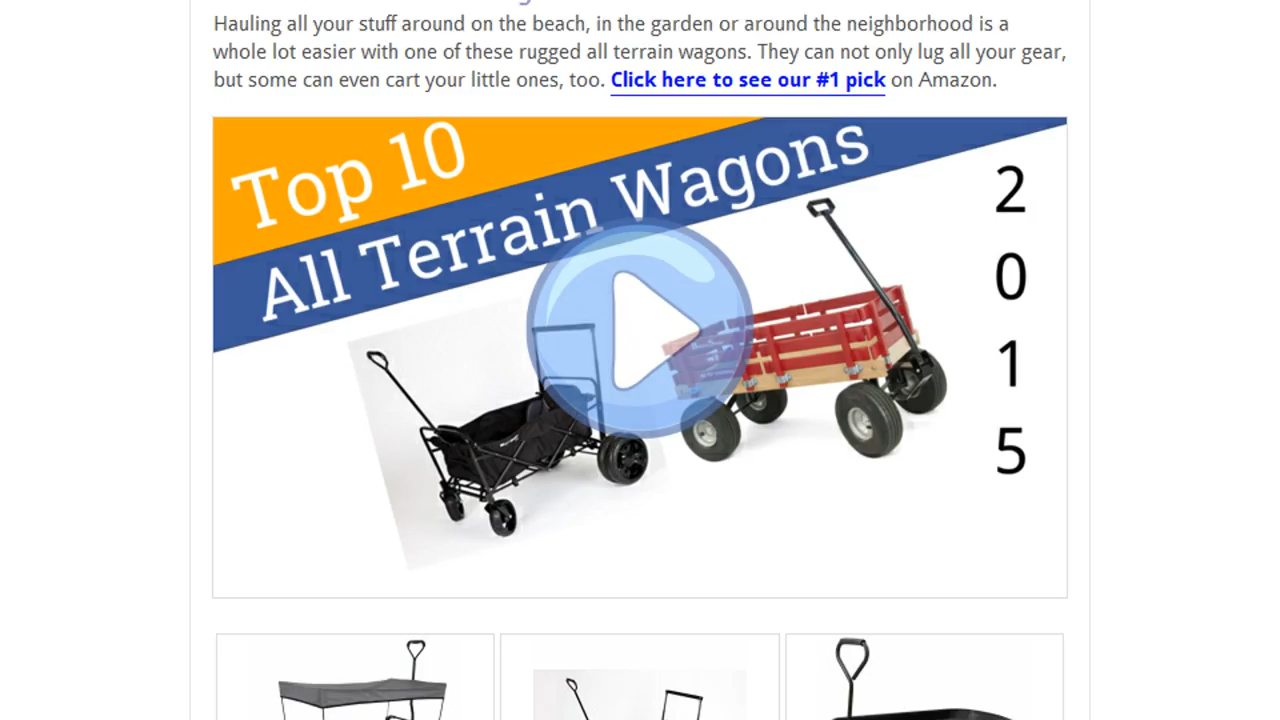 Hauling all your stuff around on the beach, in the garden or around the neighborhood is a
whole lot easier with one of these rugged all terrain wagons. They can not only lug all your gear,
but some can even cart your little ones, too. Click here to see our #1 pick on Amazon.
Top 10
All Terrain Wagons
2
0
1
5